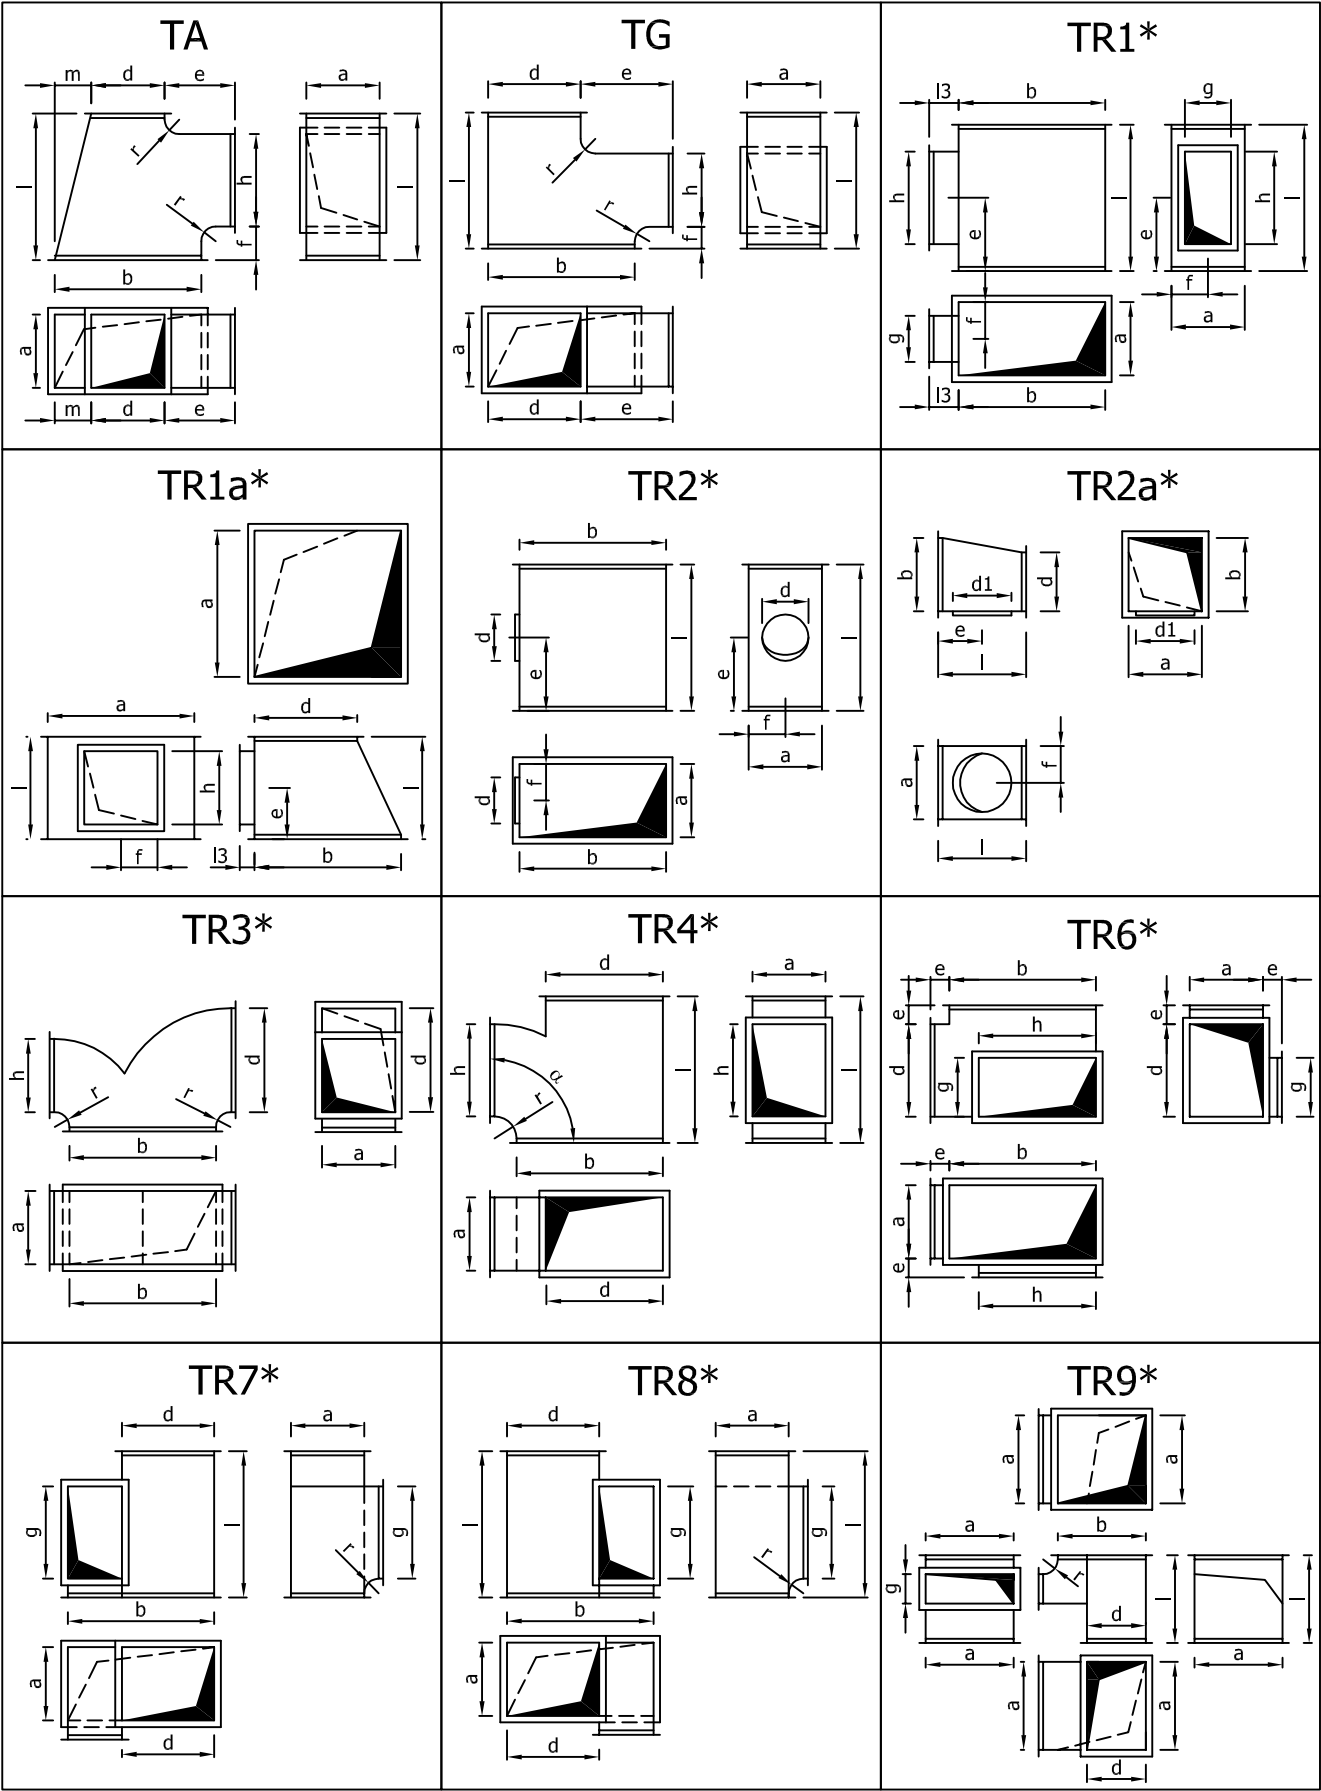 TA
m d e a
r
l h l
r
f
b
a
m d e
TG
d e a
r
l h l
r
f
b
a
d e
TR1*
l3 b g
h l h l
e e
f
a
g f a
l3 b
TR1a*
a
a d
l h l
e
f l3 b
TR2*
b
d
d l l
e e
f
a
d f a
b
TR2a*
b d b
d1
e d1
l a
a f
l
TR3*
h d d
r r
b a
a
b
TR4*
d a
h α l h l
r
b
a
d
TR6*
e b a e
e e
h
d g d g
e b
a
e
h
TR7*
d a
g l g
r
b
a
d
TR8*
d a
l g g l
r
b
a
d
TR9*
a a
a b
g r l l
d
a a
a a
d